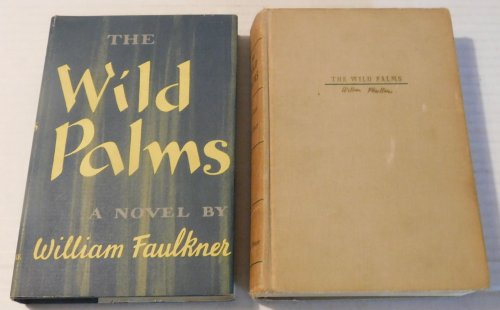 THE
Wild
Palms
A NOVEL BY
William Faulkner
THE WILD PALMS
William Faulkner